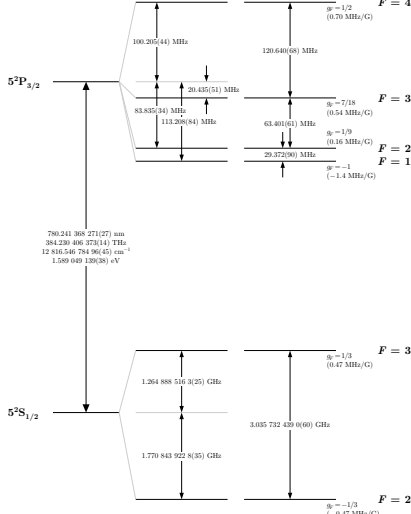 F = 4
g_F=1/2
(0.70 MHz/G)
100.205(44) MHz
120.640(68) MHz
5²P₃/₂
20.435(51) MHz
F = 3
g_F=7/18
(0.54 MHz/G)
83.835(34) MHz
113.208(84) MHz
63.401(61) MHz
g_F=1/9
(0.16 MHz/G)
F = 2
29.372(90) MHz
F = 1
g_F=−1
(−1.4 MHz/G)
780.241 368 271(27) nm
384.230 406 373(14) THz
12 816.546 784 96(45) cm⁻¹
1.589 049 139(38) eV
F = 3
g_F=1/3
(0.47 MHz/G)
1.264 888 516 3(25) GHz
5²S₁/₂
3.035 732 439 0(60) GHz
1.770 843 922 8(35) GHz
F = 2
g_F=−1/3
(−0.47 MHz/G)